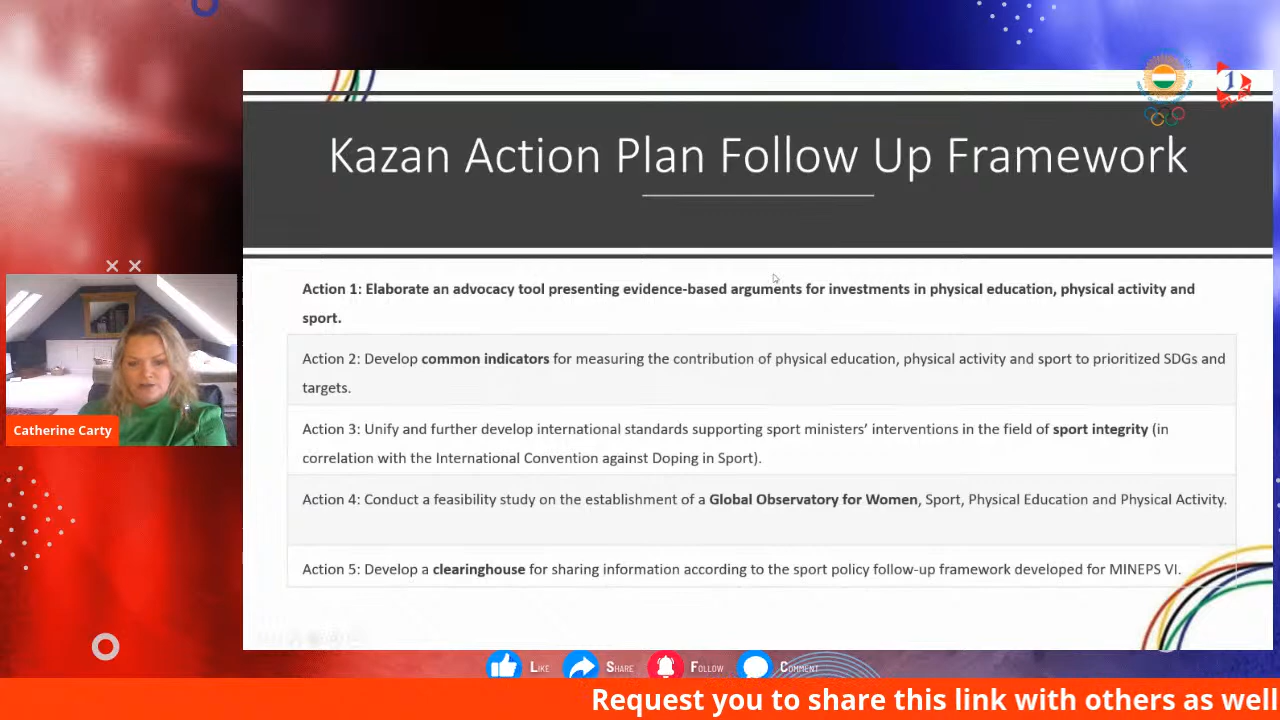 Kazan Action Plan Follow Up Framework
Action 1: Elaborate an advocacy tool presenting evidence-based arguments for investments in physical education, physical activity and
sport.
Action 2: Develop common indicators for measuring the contribution of physical education, physical activity and sport to prioritized SDGs and
targets.
Action 3: Unify and further develop international standards supporting sport ministers’ interventions in the field of sport integrity (in
correlation with the International Convention against Doping in Sport).
Action 4: Conduct a feasibility study on the establishment of a Global Observatory for Women, Sport, Physical Education and Physical Activity.
Action 5: Develop a clearinghouse for sharing information according to the sport policy follow-up framework developed for MINEPS VI.
Catherine Carty
1
Like Share Follow Comment
Request you to share this link with others as well